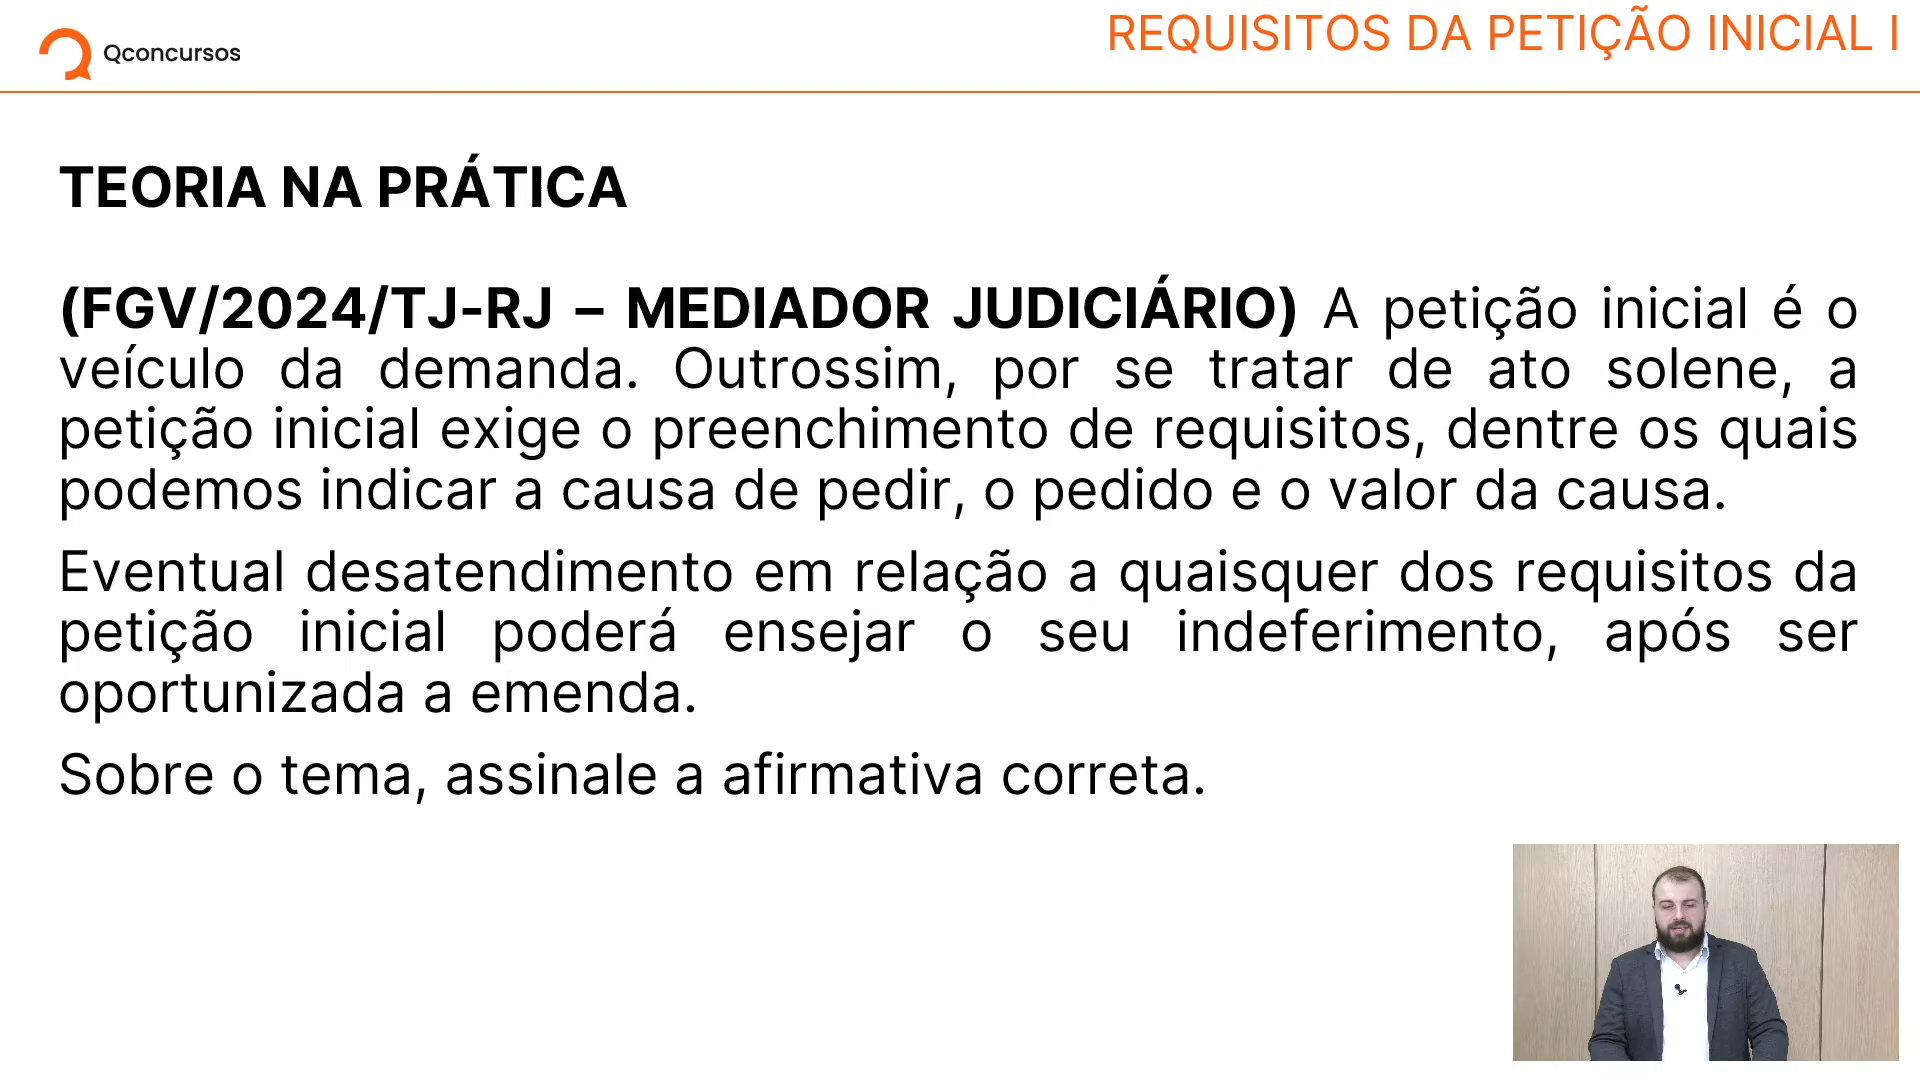 Qconcursos
REQUISITOS DA PETIÇÃO INICIAL I
TEORIA NA PRÁTICA
(FGV/2024/TJ-RJ – MEDIADOR JUDICIÁRIO) A petição inicial é o
veículo da demanda. Outrossim, por se tratar de ato solene, a
petição inicial exige o preenchimento de requisitos, dentre os quais
podemos indicar a causa de pedir, o pedido e o valor da causa.
Eventual desatendimento em relação a quaisquer dos requisitos da
petição inicial poderá ensejar o seu indeferimento, após ser
oportunizada a emenda.
Sobre o tema, assinale a afirmativa correta.